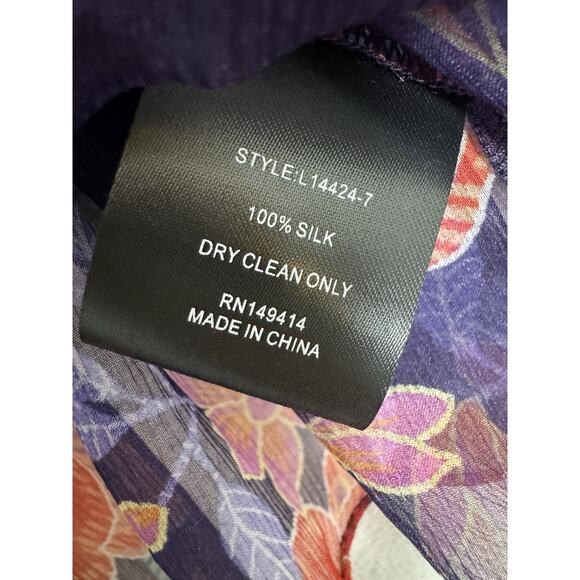 STYLE:L14424-7
100% SILK
DRY CLEAN ONLY
RN149414
MADE IN CHINA